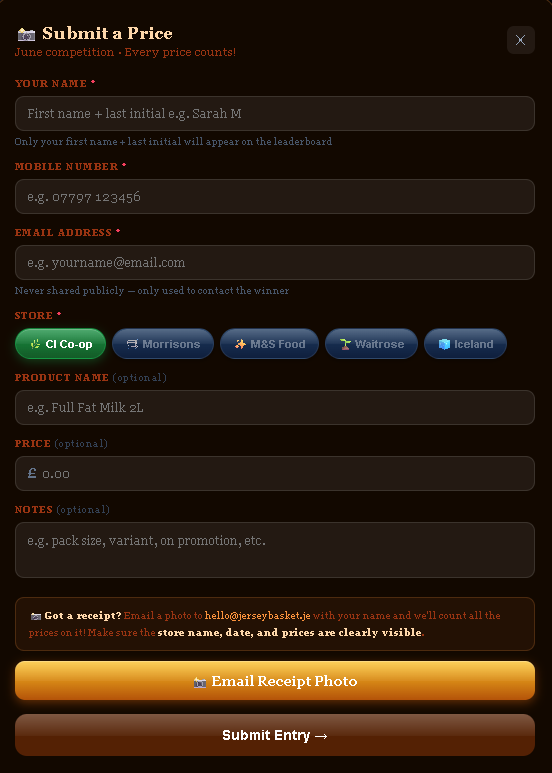 📷 Submit a Price
June competition • Every price counts!
YOUR NAME *
First name + last initial e.g. Sarah M
Only your first name + last initial will appear on the leaderboard
MOBILE NUMBER *
e.g. 07797 123456
EMAIL ADDRESS *
e.g. yourname@email.com
Never shared publicly — only used to contact the winner
STORE *
🌿 CI Co-op 🛒 Morrisons ✨ M&S Food 🌱 Waitrose 🧊 Iceland
PRODUCT NAME (optional)
e.g. Full Fat Milk 2L
PRICE (optional)
£ 0.00
NOTES (optional)
e.g. pack size, variant, on promotion, etc.
📷 Got a receipt? Email a photo to hello@jerseybasket.je with your name and we'll count all the
prices on it! Make sure the store name, date, and prices are clearly visible.
📷 Email Receipt Photo
Submit Entry →